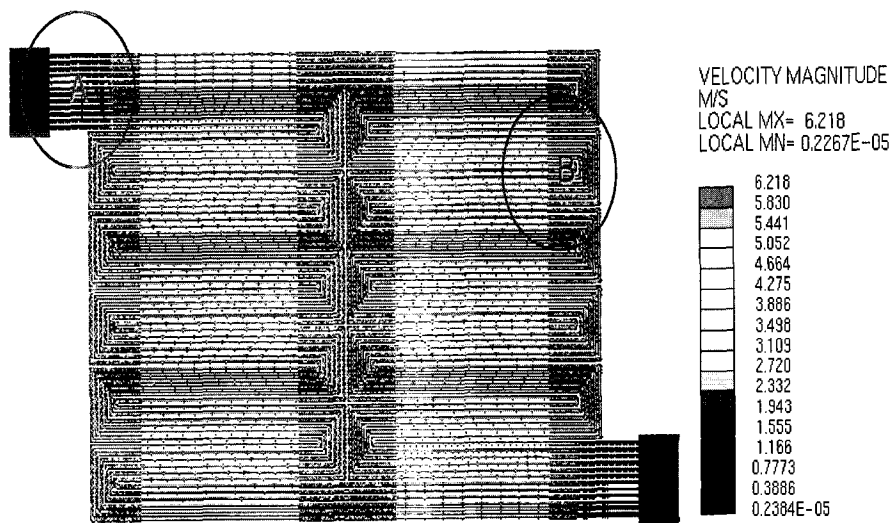 A
B
VELOCITY MAGNITUDE
M/S
LOCAL MX= 6.218
LOCAL MN= 0.2267E-05
6.218
5.830
5.441
5.052
4.664
4.275
3.886
3.498
3.109
2.720
2.332
1.943
1.555
1.166
0.7773
0.3886
0.2384E-05